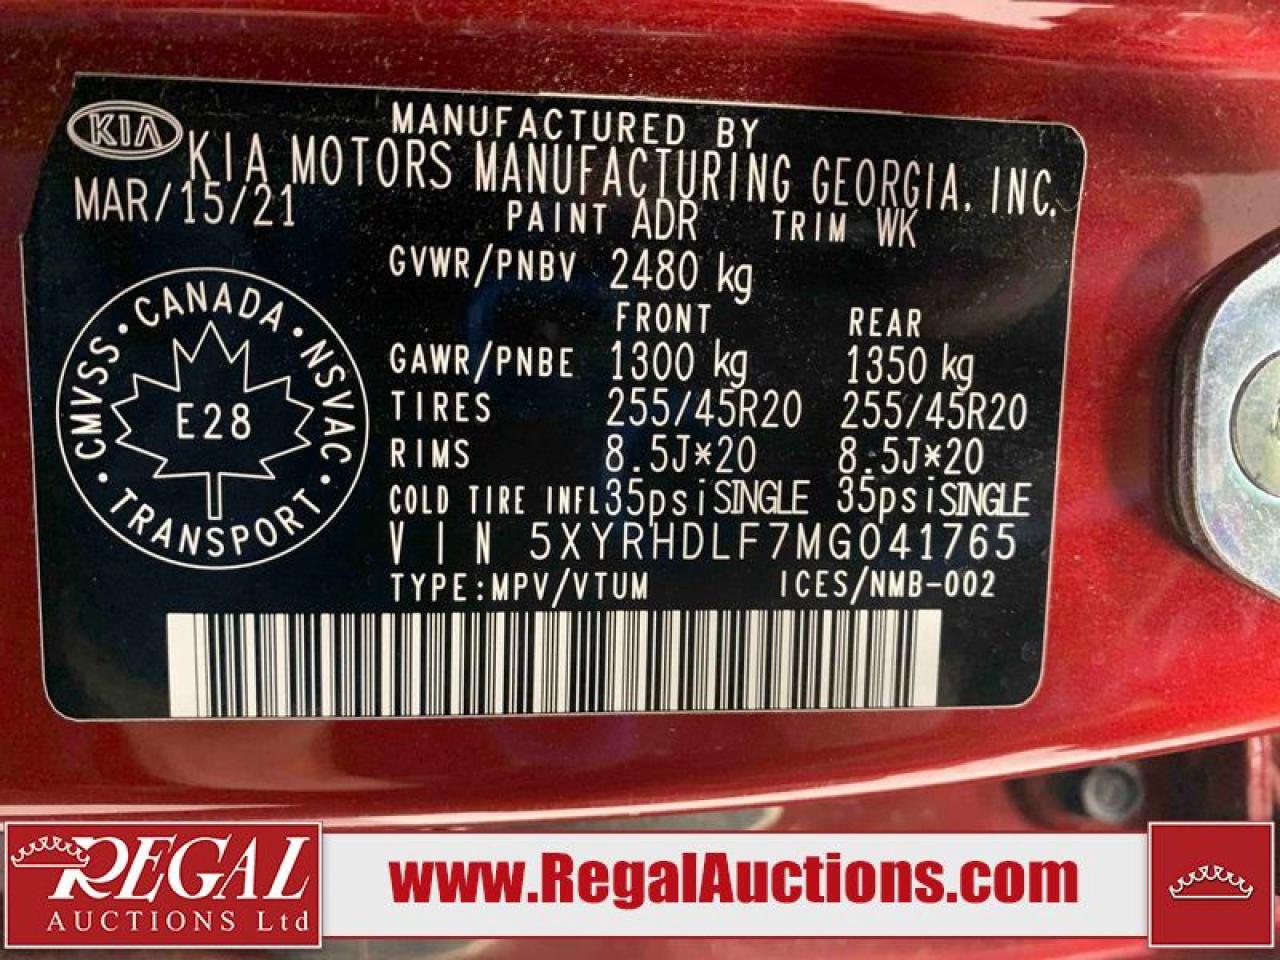 KIA
MANUFACTURED BY
KIA MOTORS MANUFACTURING GEORGIA, INC.
MAR/15/21
PAINT ADR TRIM WK
GVWR/PNBV 2480 kg
FRONT REAR
GAWR/PNBE 1300 kg 1350 kg
TIRES 255/45R20 255/45R20
RIMS 8.5J*20 8.5J*20
COLD TIRE INFL 35psi SINGLE 35psi SINGLE
VIN 5XYRHDLF7MG041765
TYPE:MPV/VTUM ICES/NMB-002
CMVSS • CANADA • NSVAC • TRANSPORT •
E28
REGAL
AUCTIONS Ltd
www.RegalAuctions.com